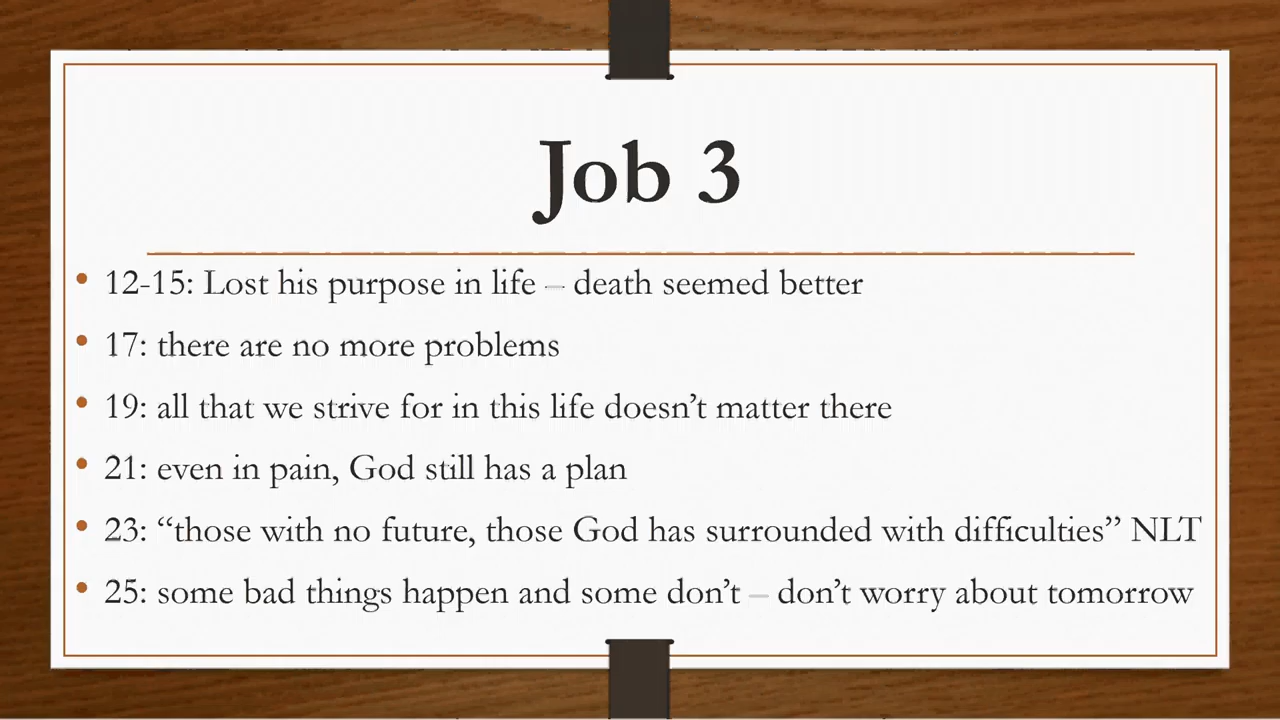 Job 3
• 12-15: Lost his purpose in life – death seemed better
• 17: there are no more problems
• 19: all that we strive for in this life doesn’t matter there
• 21: even in pain, God still has a plan
• 23: “those with no future, those God has surrounded with difficulties” NLT
• 25: some bad things happen and some don’t – don’t worry about tomorrow